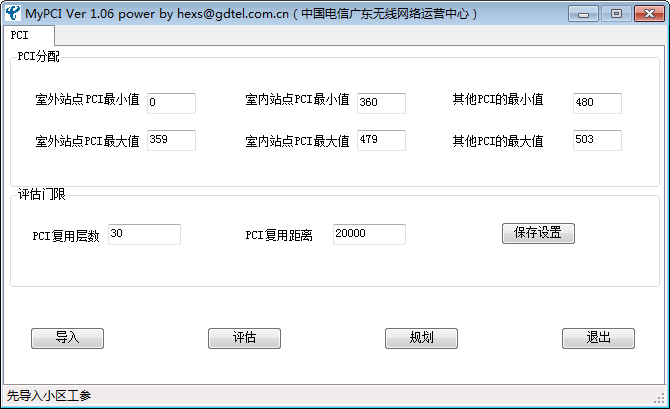 MyPCI Ver 1.06 power by hexs@gdtel.com.cn（中国电信广东无线网络运营中心）
PCI
PCI分配
室外站点PCI最小值 0 室内站点PCI最小值 360 其他PCI的最小值 480
室外站点PCI最大值 359 室内站点PCI最大值 479 其他PCI的最大值 503
评估门限
PCI复用层数 30 PCI复用距离 20000 保存设置
导入 评估 规划 退出
先导入小区工参